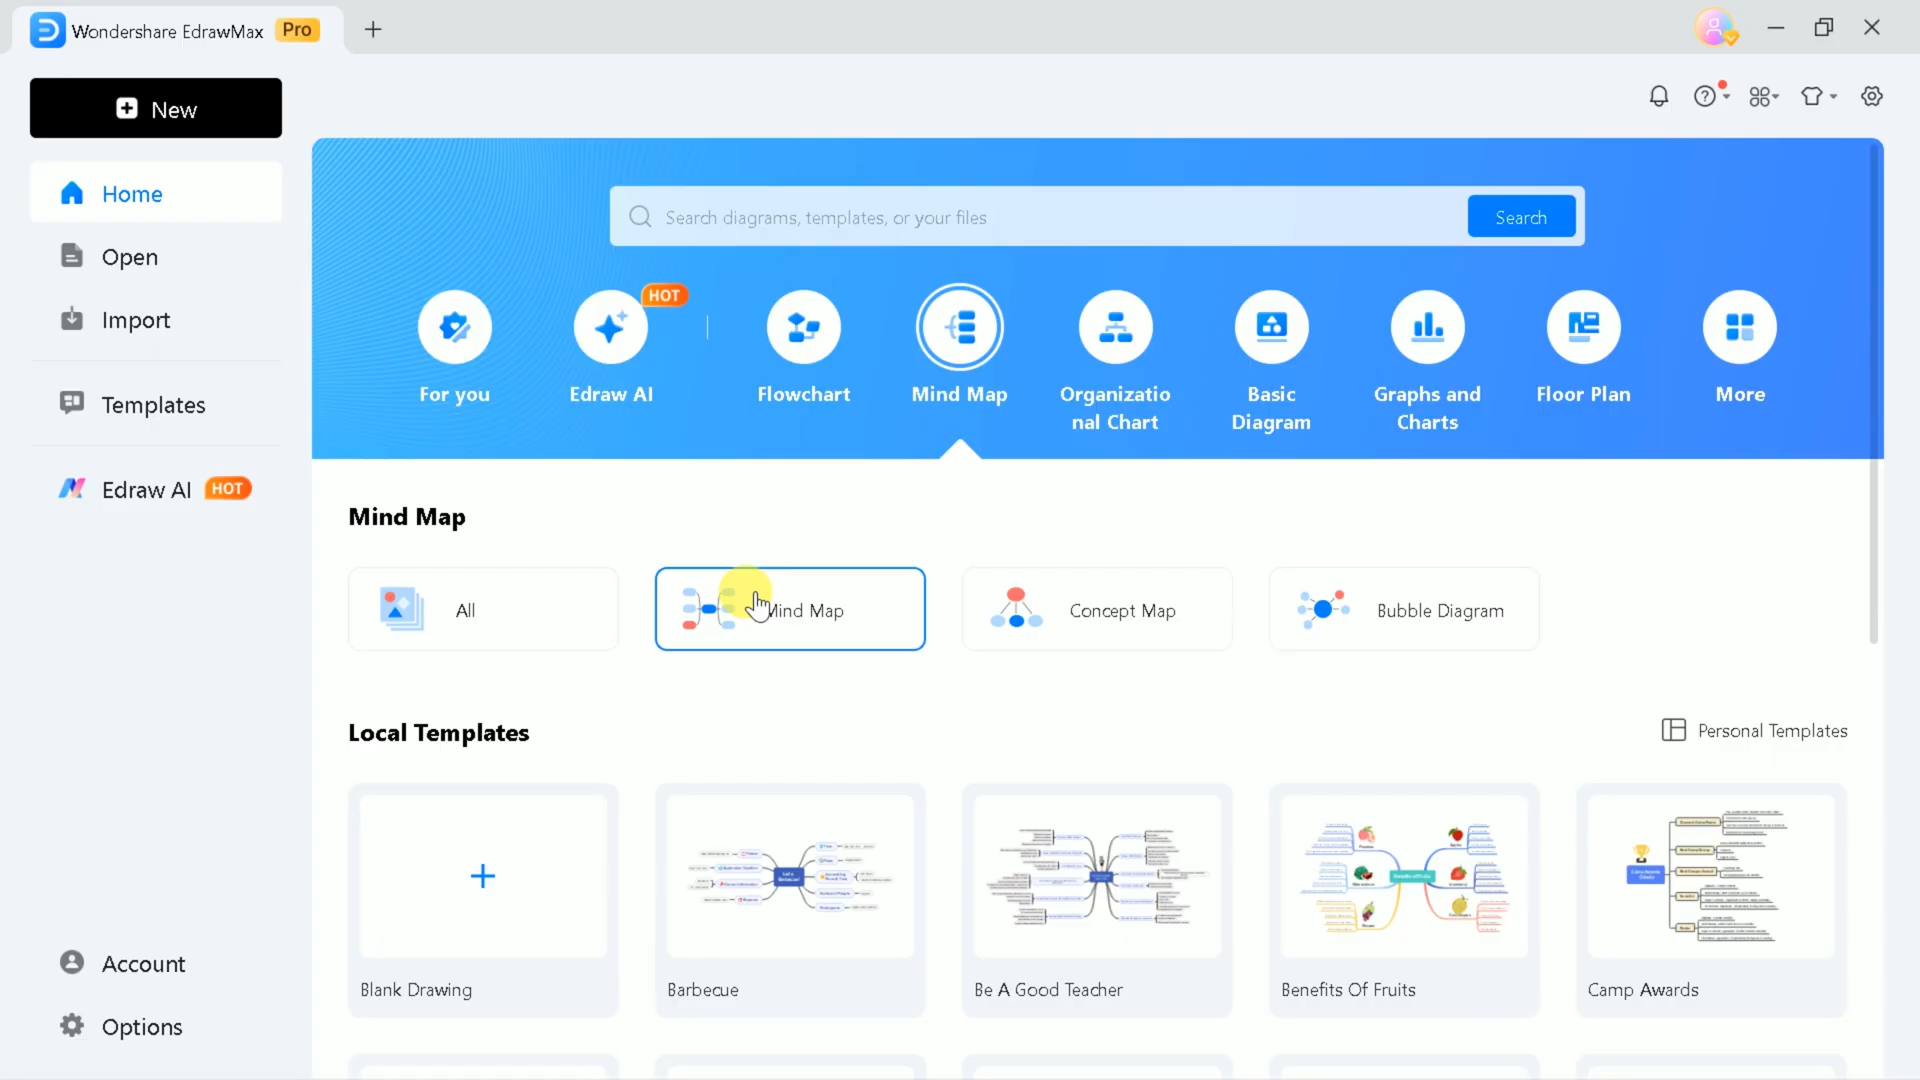 Wondershare EdrawMax Pro
New
Home
Open
Import
Templates
Edraw AI HOT
Account
Options
Search diagrams, templates, or your files
Search
HOT
For you
Edraw AI
Flowchart
Mind Map
Organizatio
nal Chart
Basic
Diagram
Graphs and
Charts
Floor Plan
More
Mind Map
All
Mind Map
Concept Map
Bubble Diagram
Local Templates
Personal Templates
Blank Drawing
Barbecue
Be A Good Teacher
Benefits Of Fruits
Camp Awards